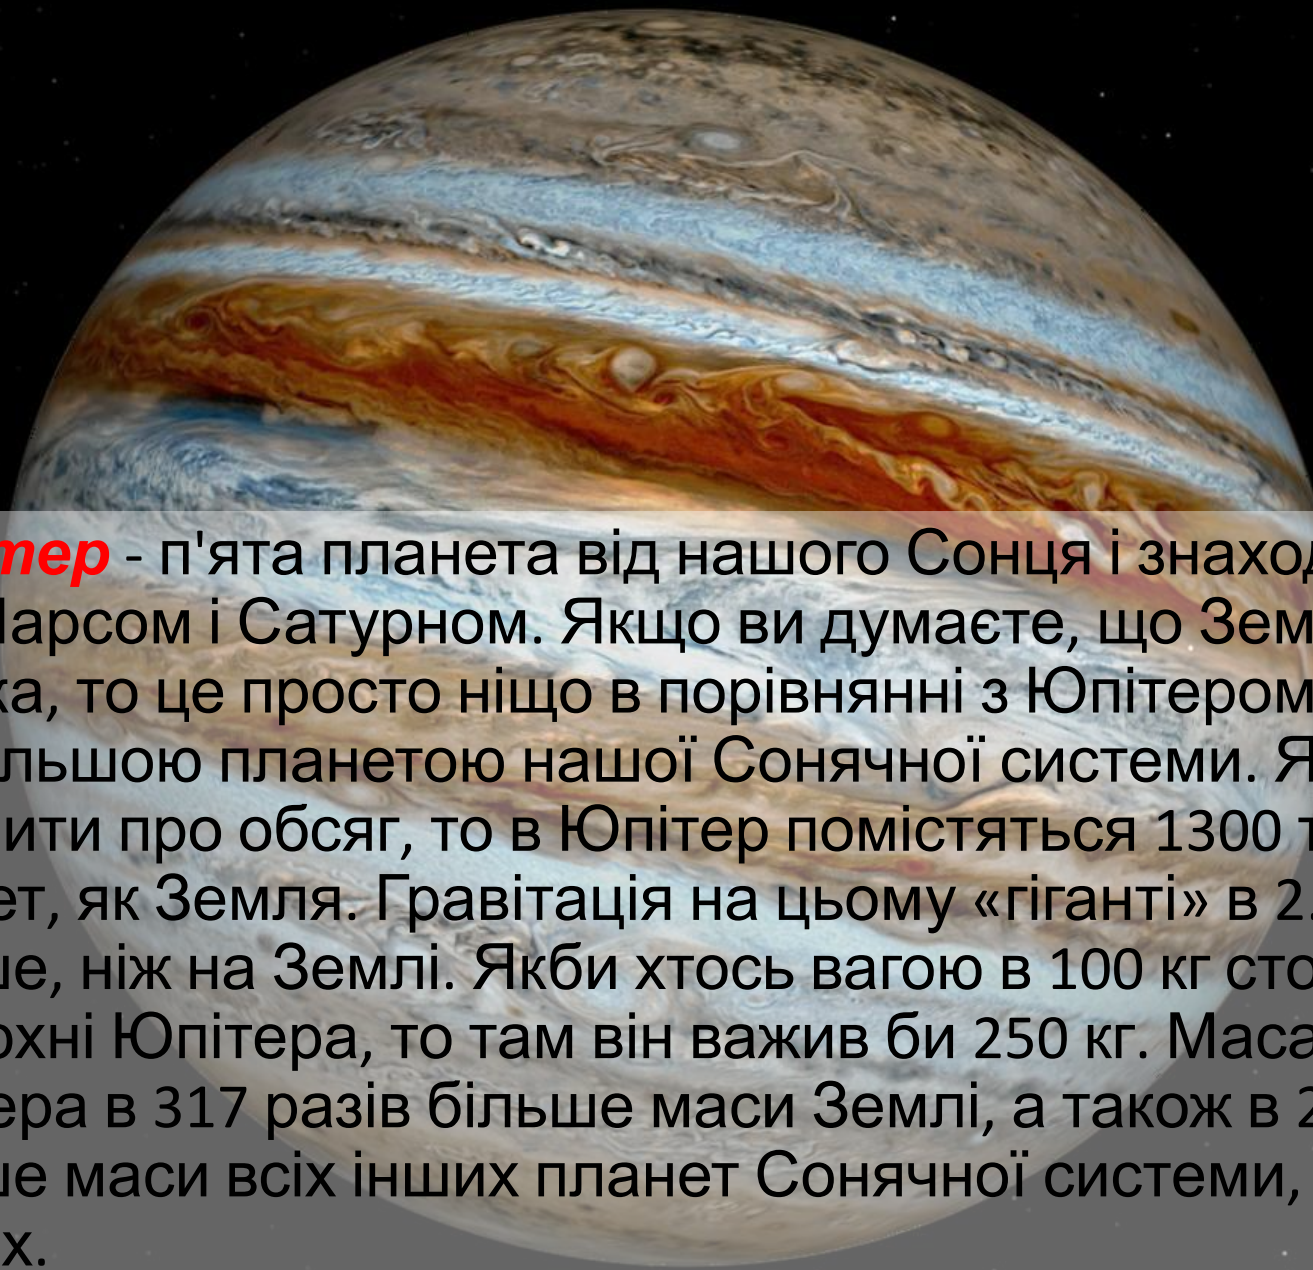 тер - п'ята планета від нашого Сонця і знаход
арсом і Сатурном. Якщо ви думаєте, що Зем
ка, то це просто ніщо в порівнянні з Юпітером
льшою планетою нашої Сонячної системи. Я
ити про обсяг, то в Юпітер помістяться 1300 т
ет, як Земля. Гравітація на цьому «гіганті» в 2.
ше, ніж на Землі. Якби хтось вагою в 100 кг сто
рхні Юпітера, то там він важив би 250 кг. Маса
ера в 317 разів більше маси Землі, а також в 2
ше маси всіх інших планет Сонячної системи,
х.